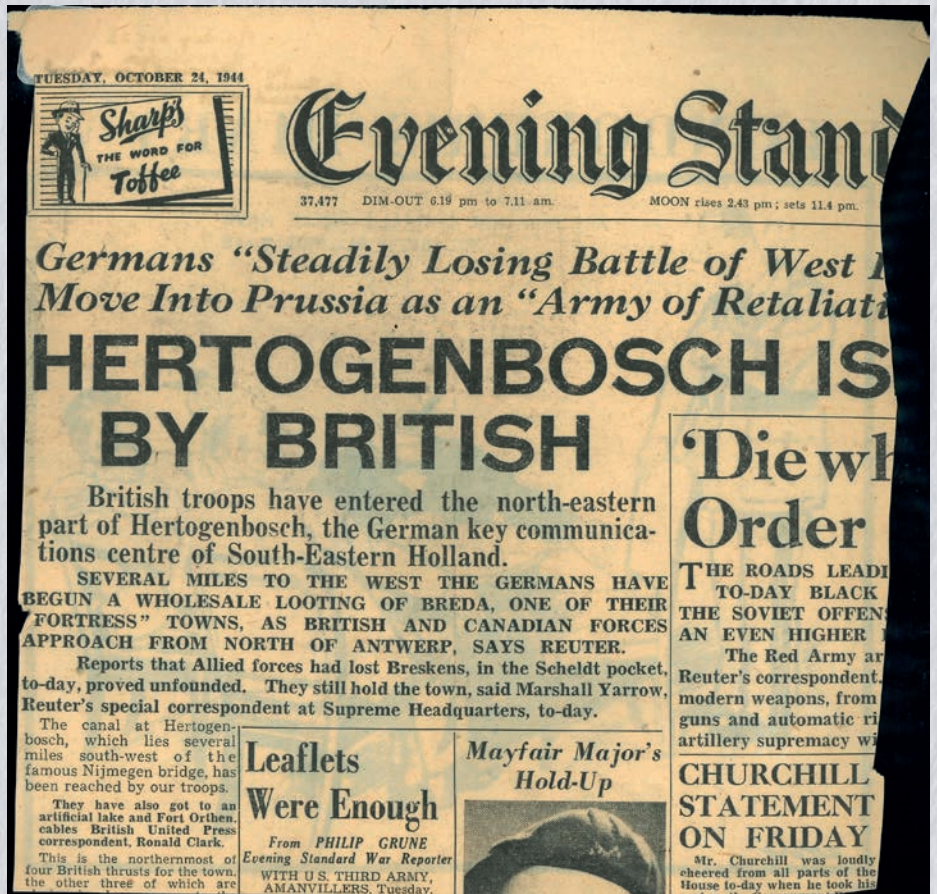 TUESDAY, OCTOBER 24, 1944
Sharp's
THE WORD FOR
Toffee
Evening Stand
37,477 DIM-OUT 6.19 pm to 7.11 am. MOON rises 2.43 pm ; sets 11.4 pm.
Germans “Steadily Losing Battle of West
Move Into Prussia as an “Army of Retaliati
HERTOGENBOSCH IS
BY BRITISH
British troops have entered the north-eastern
part of Hertogenbosch, the German key communica-
tions centre of South-Eastern Holland.
SEVERAL MILES TO THE WEST THE GERMANS HAVE
BEGUN A WHOLESALE LOOTING OF BREDA, ONE OF THEIR
FORTRESS” TOWNS, AS BRITISH AND CANADIAN FORCES
APPROACH FROM NORTH OF ANTWERP, SAYS REUTER.
Reports that Allied forces had lost Breskens, in the Scheldt pocket,
to-day, proved unfounded. They still hold the town, said Marshall Yarrow,
Reuter's special correspondent at Supreme Headquarters, to-day.
The canal at Hertogen-
bosch, which lies several
miles south-west of the
famous Nijmegen bridge, has
been reached by our troops.
They have also got to an
artificial lake and Fort Orthen,
cables British United Press
correspondent, Ronald Clark.
This is the northernmost of
four British thrusts for the town,
the other three of which are
Leaflets
Were Enough
From PHILIP GRUNE
Evening Standard War Reporter
WITH U S. THIRD ARMY,
AMANVILLERS, Tuesday.
Mayfair Major's
Hold-Up
‘Die wh
Order
THE ROADS LEADI
TO-DAY BLACK
THE SOVIET OFFENS
AN EVEN HIGHER
The Red Army ar
Reuter's correspondent.
modern weapons, from
guns and automatic ri
artillery supremacy wi
CHURCHILL
STATEMENT
ON FRIDAY
Mr. Churchill was loudly
cheered from all parts of the
House to-day when he took his